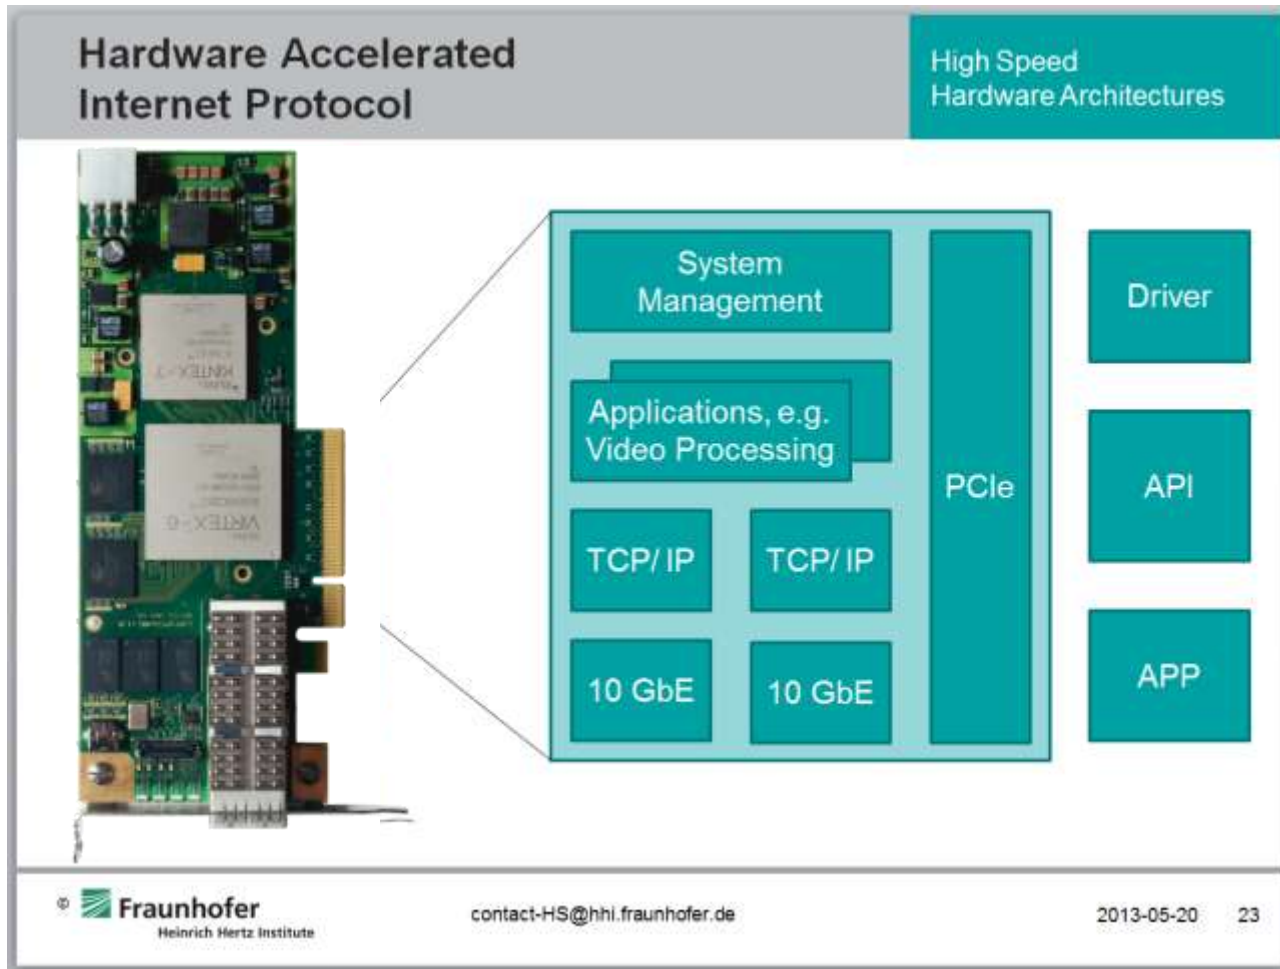 Hardware Accelerated
Internet Protocol
High Speed
Hardware Architectures
KINTEX-7
VIRTEX-6
System
Management
Applications, e.g.
Video Processing
TCP/ IP
TCP/ IP
10 GbE
10 GbE
PCIe
Driver
API
APP
©
Fraunhofer
Heinrich Hertz Institute
contact-HS@hhi.fraunhofer.de
2013-05-20
23